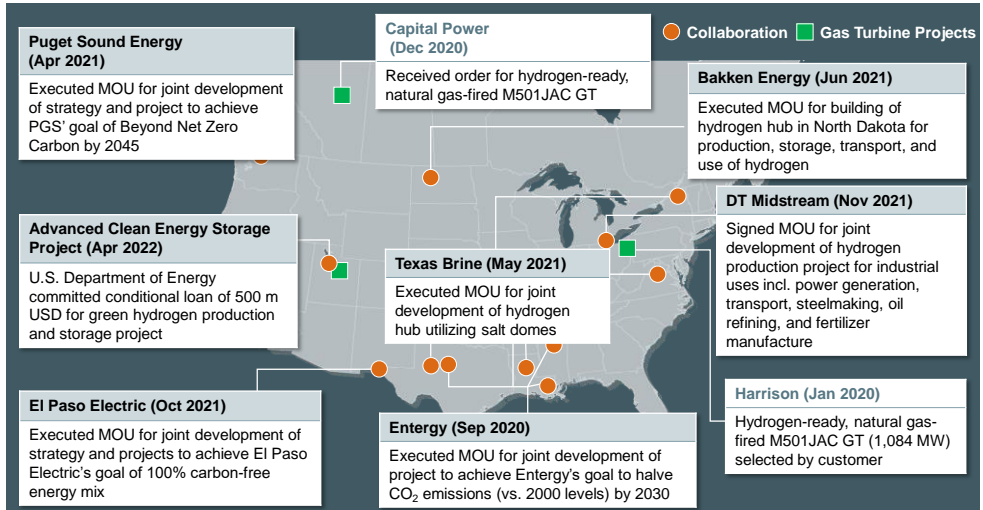 Collaboration
Gas Turbine Projects
Puget Sound Energy
(Apr 2021)
Executed MOU for joint development
of strategy and project to achieve
PGS’ goal of Beyond Net Zero
Carbon by 2045
Capital Power
(Dec 2020)
Received order for hydrogen-ready,
natural gas-fired M501JAC GT
Bakken Energy (Jun 2021)
Executed MOU for building of
hydrogen hub in North Dakota for
production, storage, transport, and
use of hydrogen
Advanced Clean Energy Storage
Project (Apr 2022)
U.S. Department of Energy
committed conditional loan of 500 m
USD for green hydrogen production
and storage project
Texas Brine (May 2021)
Executed MOU for joint
development of hydrogen
hub utilizing salt domes
DT Midstream (Nov 2021)
Signed MOU for joint
development of hydrogen
production project for industrial
uses incl. power generation,
transport, steelmaking, oil
refining, and fertilizer
manufacture
El Paso Electric (Oct 2021)
Executed MOU for joint development of
strategy and projects to achieve El Paso
Electric’s goal of 100% carbon-free
energy mix
Entergy (Sep 2020)
Executed MOU for joint development of
project to achieve Entergy’s goal to halve
CO₂ emissions (vs. 2000 levels) by 2030
Harrison (Jan 2020)
Hydrogen-ready, natural gas-
fired M501JAC GT (1,084 MW)
selected by customer